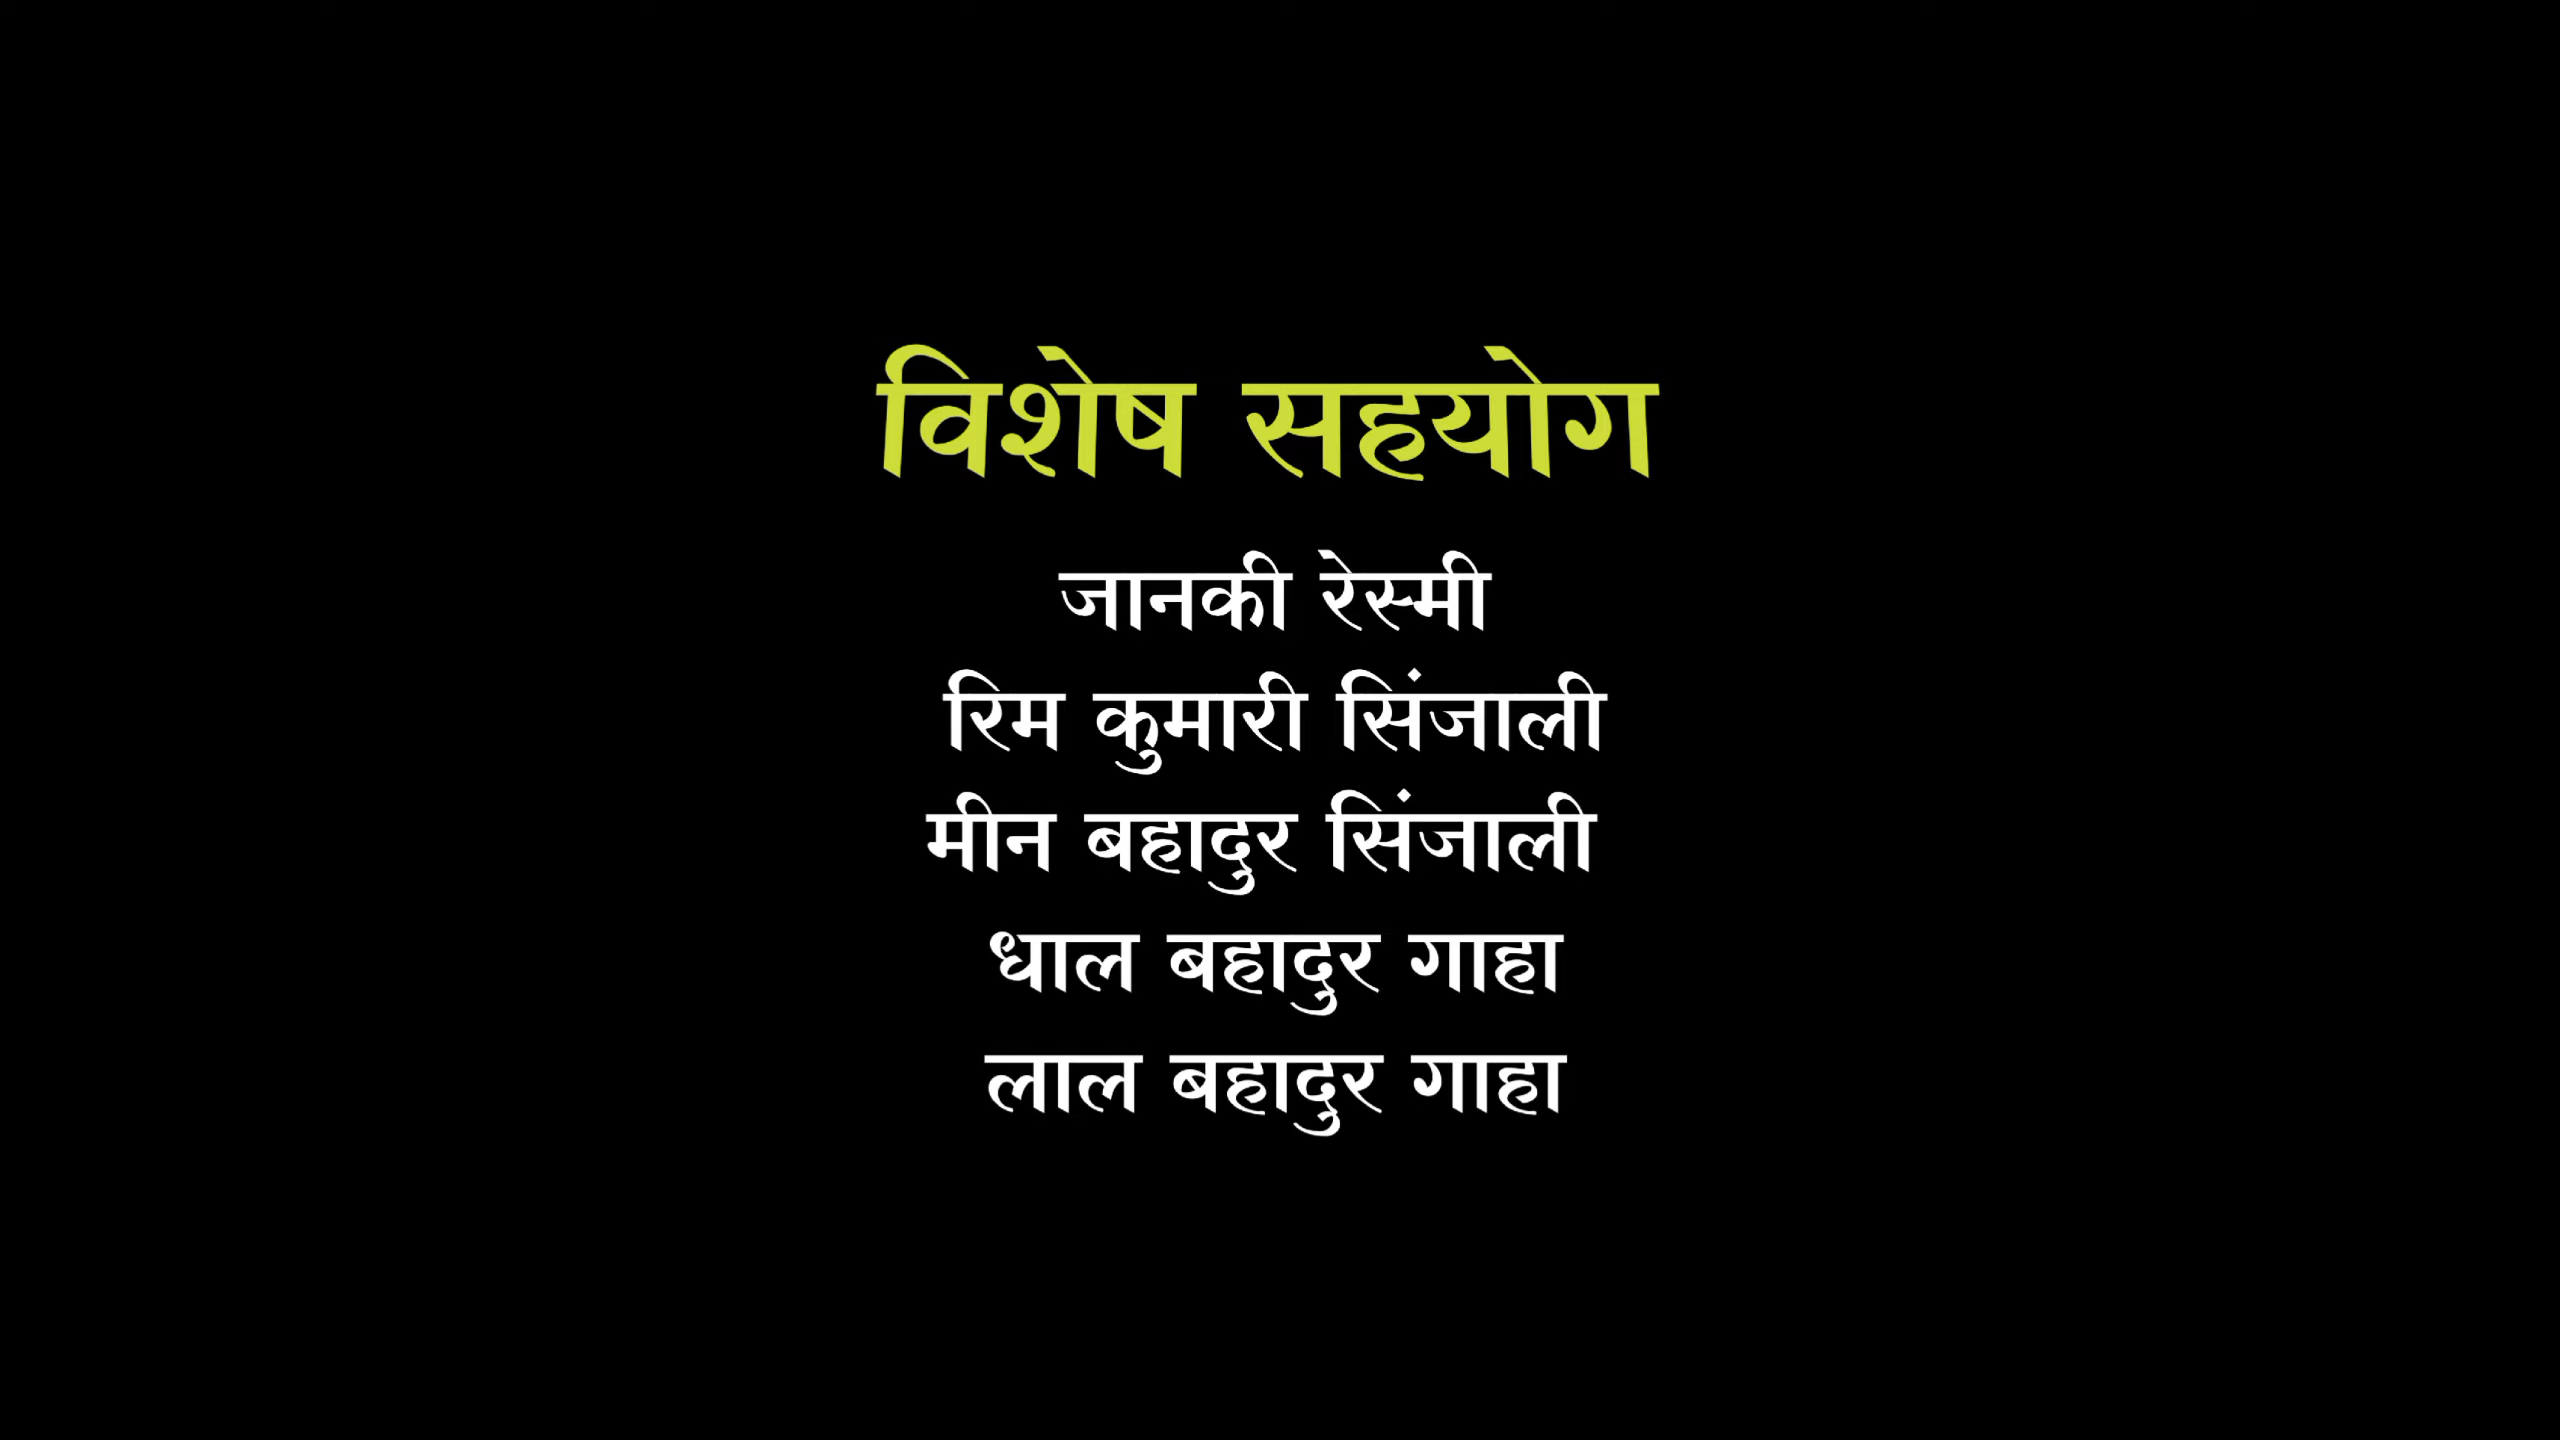 विशेष सहयोग
जानकी रेस्मी
रिम कुमारी सिंजाली
मीन बहादुर सिंजाली
धाल बहादुर गाहा
लाल बहादुर गाहा